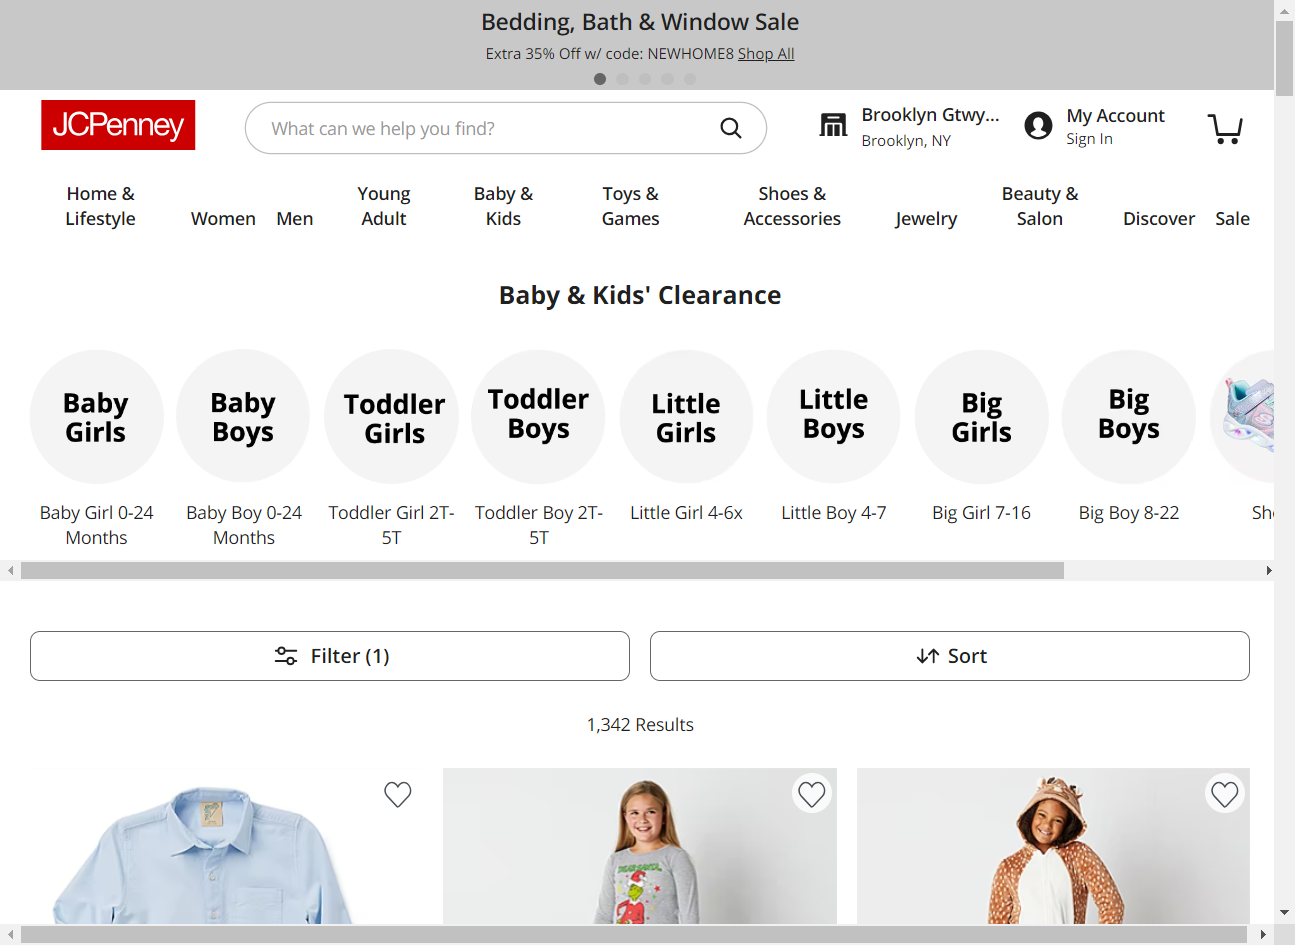 Bedding, Bath & Window Sale
Extra 35% Off w/ code: NEWHOME8 Shop All
JCPenney
What can we help you find?
Brooklyn Gtwy...
Brooklyn, NY
My Account
Sign In
Home &
Lifestyle
Women
Men
Young
Adult
Baby &
Kids
Toys &
Games
Shoes &
Accessories
Jewelry
Beauty &
Salon
Discover
Sale
Baby & Kids' Clearance
Baby
Girls
Baby
Boys
Toddler
Girls
Toddler
Boys
Little
Girls
Little
Boys
Big
Girls
Big
Boys
Baby Girl 0-24
Months
Baby Boy 0-24
Months
Toddler Girl 2T-
5T
Toddler Boy 2T-
5T
Little Girl 4-6x
Little Boy 4-7
Big Girl 7-16
Big Boy 8-22
Filter (1)
Sort
1,342 Results
DEAR SANTA,